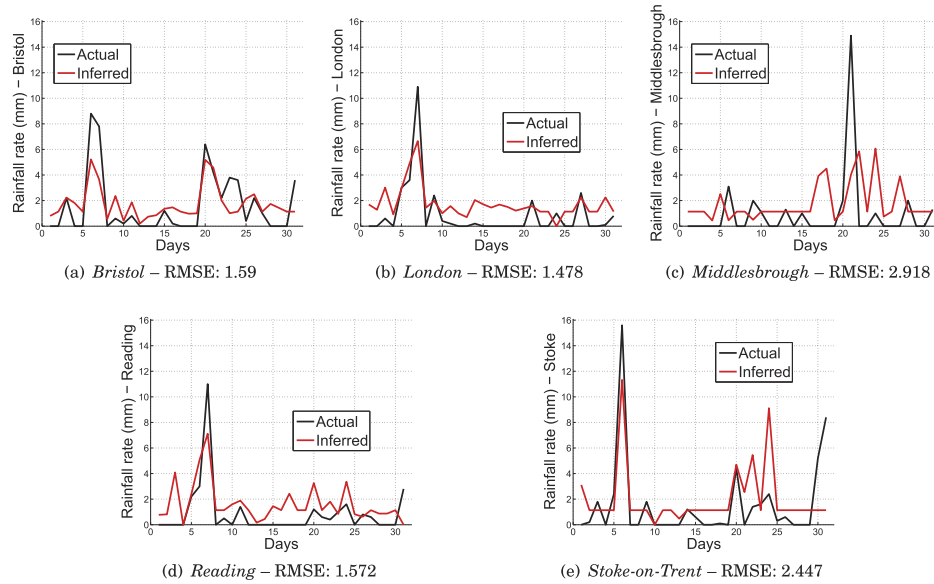 Rainfall rate (mm) − Bristol
16
14
12
10
8
6
4
2
0
Actual
Inferred
0 5 10 15 20 25 30
Days
(a) Bristol – RMSE: 1.59
Rainfall rate (mm) − London
16
14
12
10
8
6
4
2
0
Actual
Inferred
0 5 10 15 20 25 30
Days
(b) London – RMSE: 1.478
Rainfall rate (mm) − Middlesbrough
16
14
12
10
8
6
4
2
0
Actual
Inferred
0 5 10 15 20 25 30
Days
(c) Middlesbrough – RMSE: 2.918
Rainfall rate (mm) − Reading
16
14
12
10
8
6
4
2
0
Actual
Inferred
0 5 10 15 20 25 30
Days
(d) Reading – RMSE: 1.572
Rainfall rate (mm) − Stoke
16
14
12
10
8
6
4
2
0
Actual
Inferred
0 5 10 15 20 25 30
Days
(e) Stoke-on-Trent – RMSE: 2.447